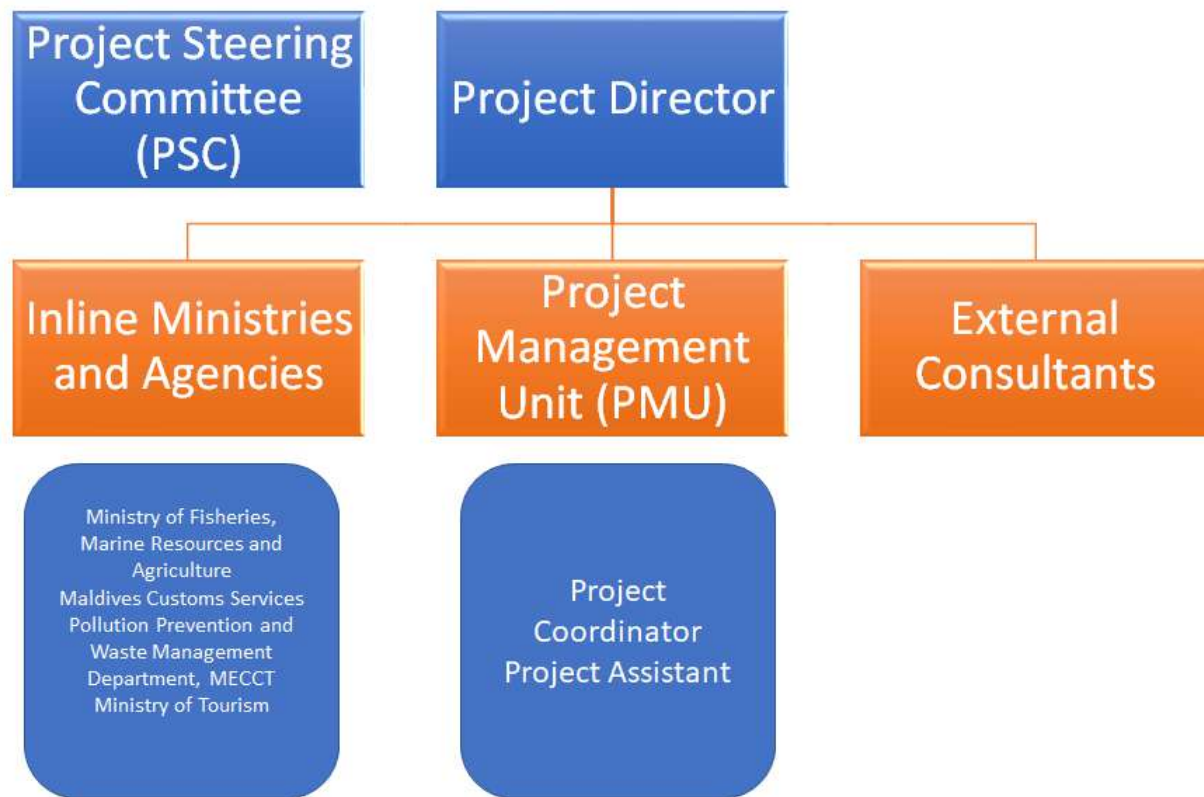 Project Steering
Committee
(PSC)
Project Director
Inline Ministries
and Agencies
Project
Management
Unit (PMU)
External
Consultants
Ministry of Fisheries,
Marine Resources and
Agriculture
Maldives Customs Services
Pollution Prevention and
Waste Management
Department, MECCT
Ministry of Tourism
Project
Coordinator
Project Assistant